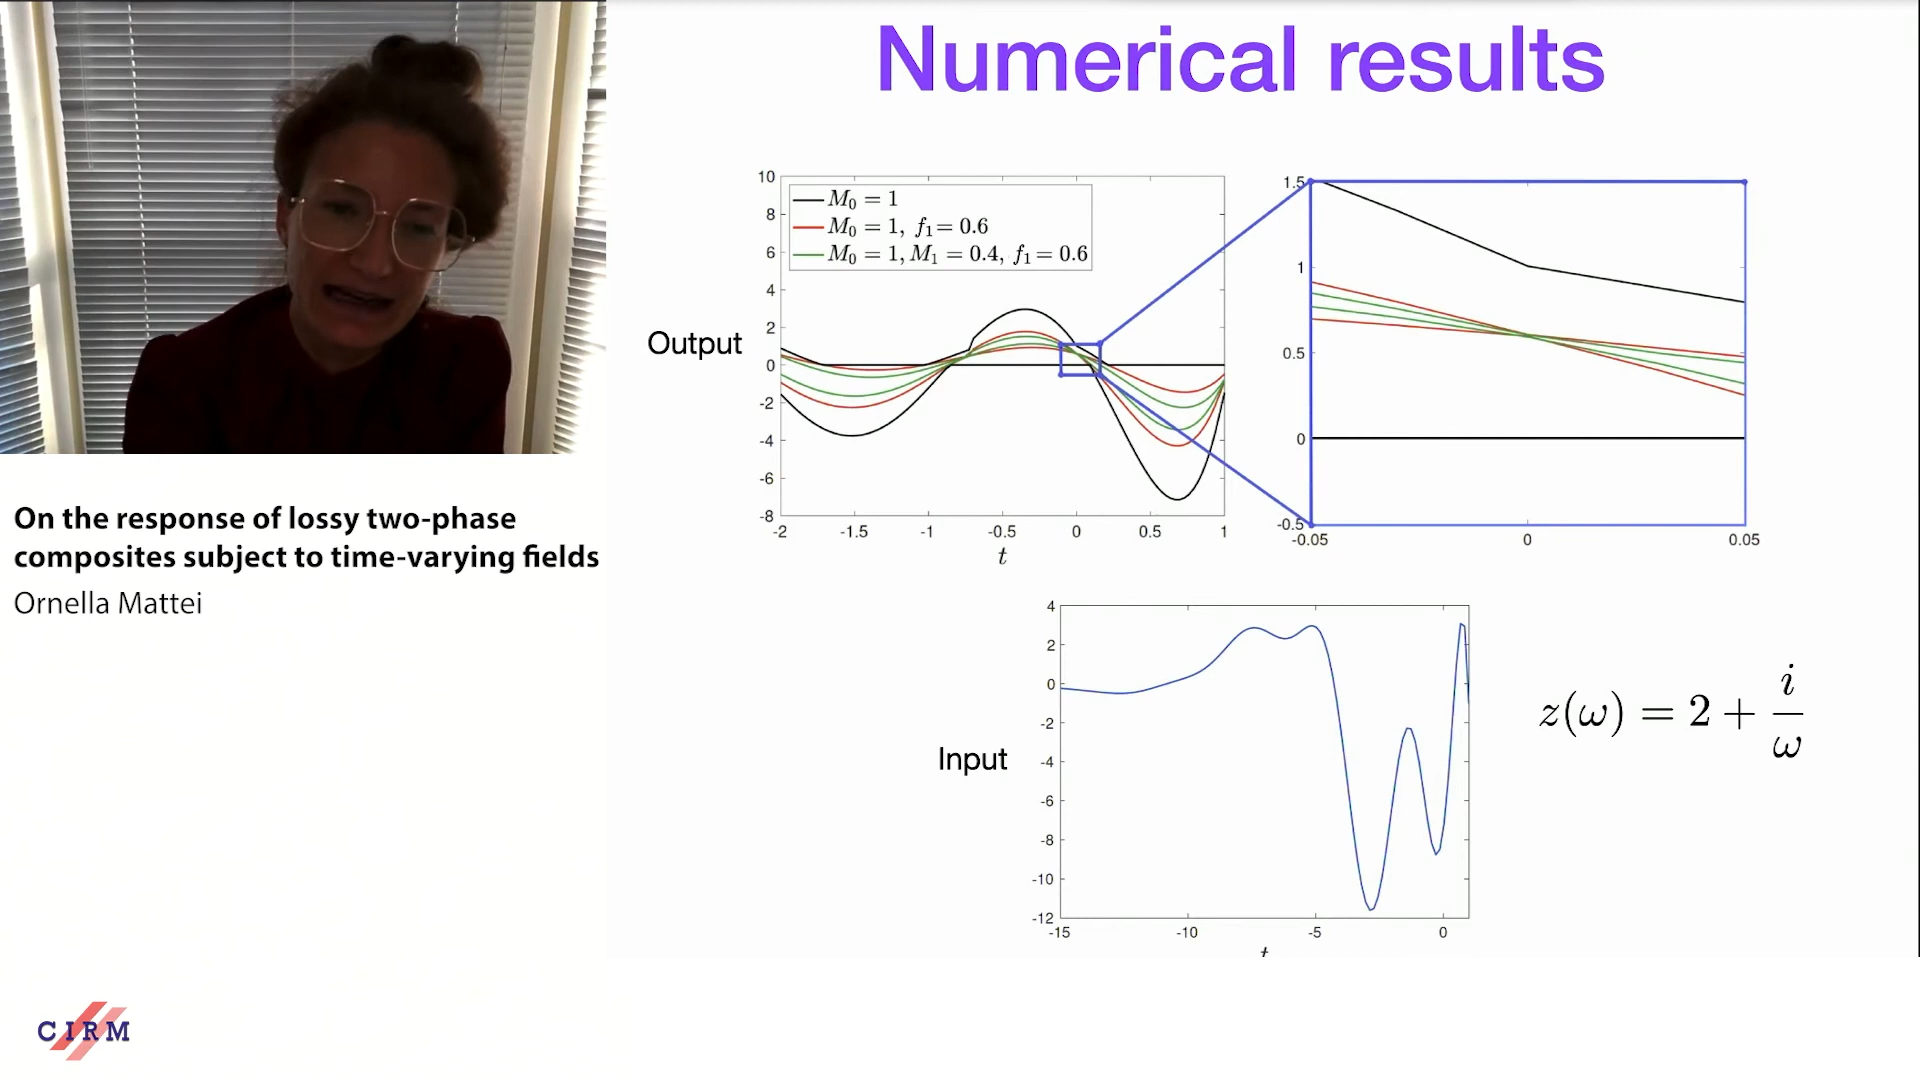 Numerical results
10
8
6
4
2
0
-2
-4
-6
-8
M₀ = 1
M₀ = 1, f₁ = 0.6
M₀ = 1, M₁ = 0.4, f₁ = 0.6
Output
-2 -1.5 -1 -0.5 0 0.5 1
t
1.5
1
0.5
0
-0.5
-0.05 0 0.05
On the response of lossy two-phase
composites subject to time-varying fields
Ornella Mattei
4
2
0
-2
-4
-6
-8
-10
-12
Input
-15 -10 -5 0
t
z(ω) = 2 + i/ω
CIRM